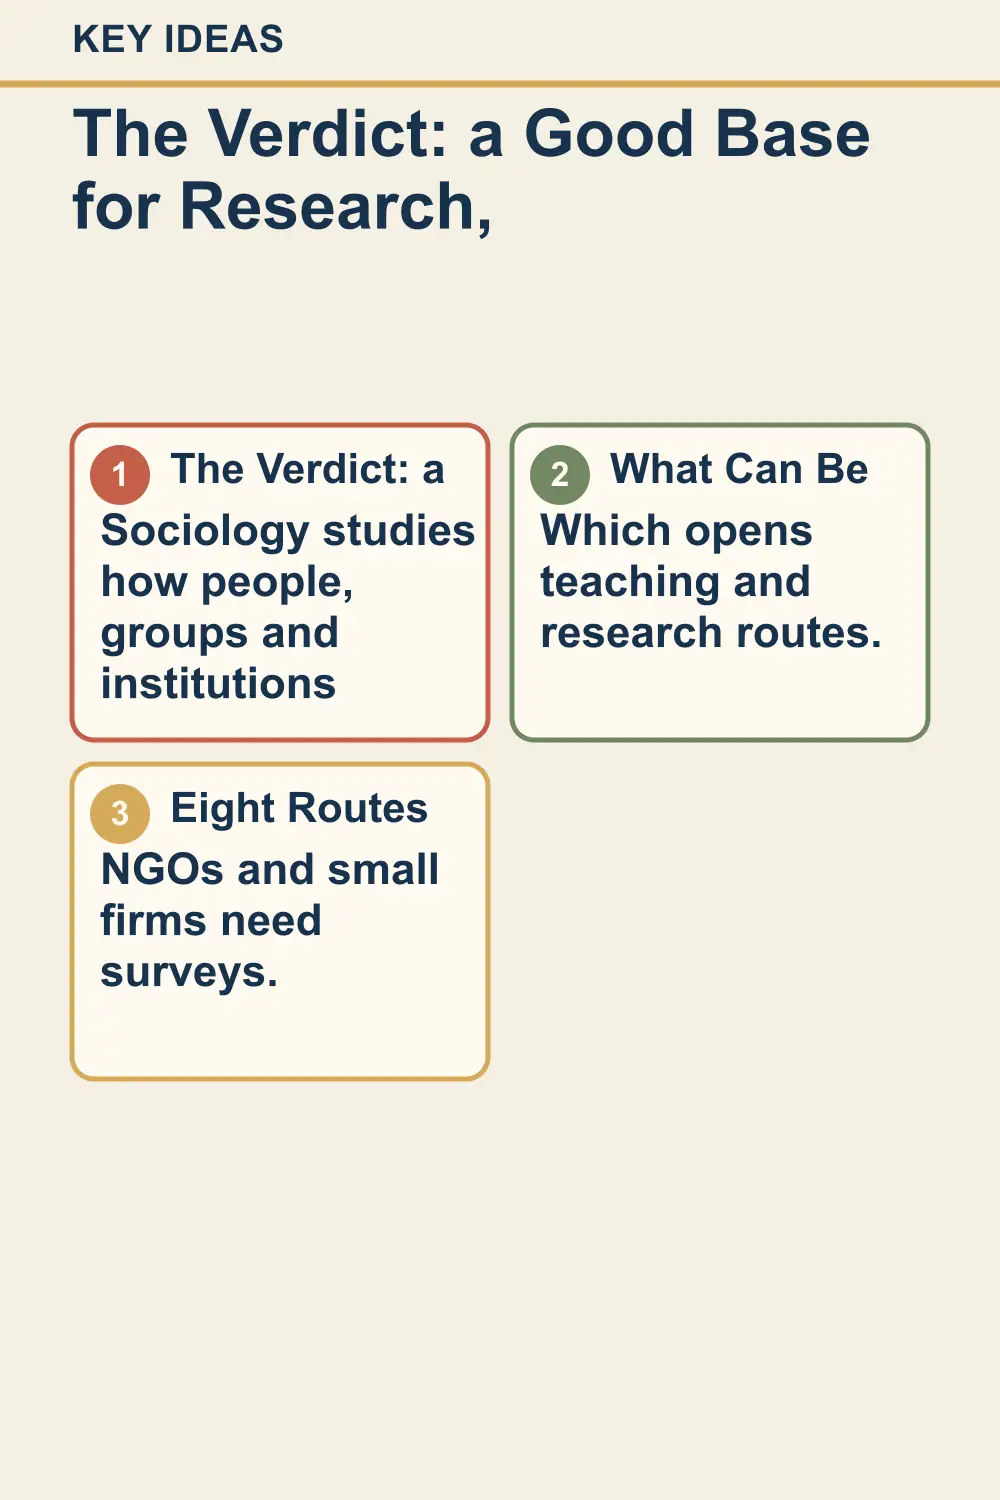 KEY IDEAS
The Verdict: a Good Base
for Research,
1 The Verdict: a
Sociology studies
how people,
groups and
institutions
2 What Can Be
Which opens
teaching and
research routes.
3 Eight Routes
NGOs and small
firms need
surveys.